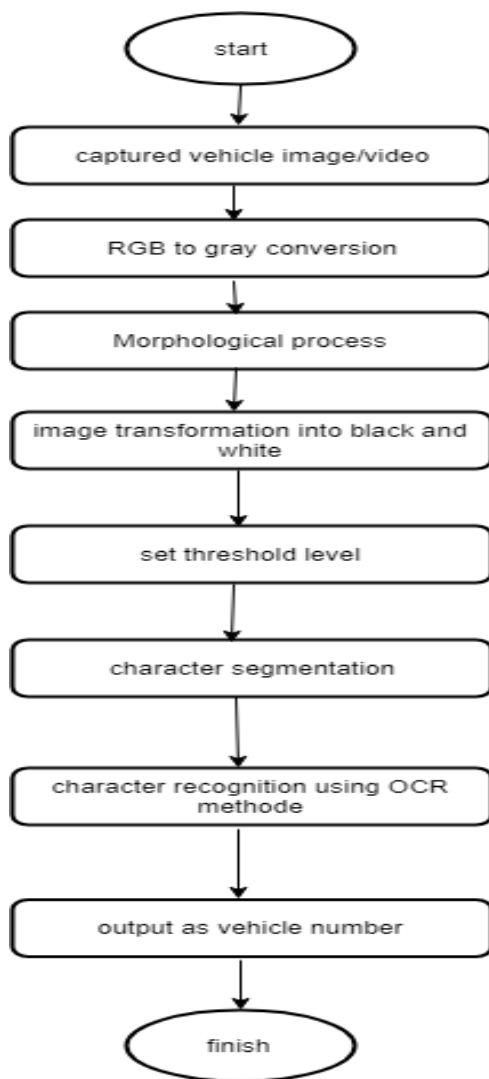 start
captured vehicle image/video
RGB to gray conversion
Morphological process
image transformation into black and
white
set threshold level
character segmentation
character recognition using OCR
methode
output as vehicle number
finish